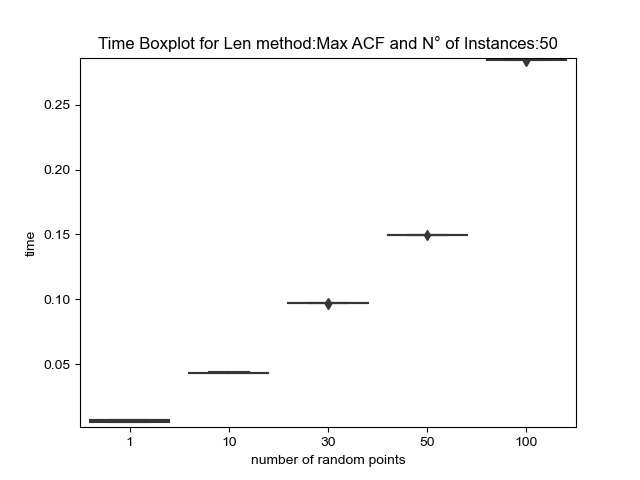 Time Boxplot for Len method:Max ACF and N° of Instances:50
0.25
0.20
0.15
0.10
0.05
time
1 10 30 50 100
number of random points